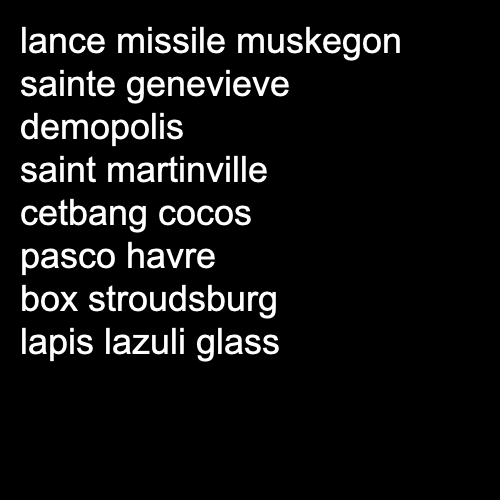 lance missile muskegon
sainte genevieve
demopolis
saint martinville
cetbang cocos
pasco havre
box stroudsburg
lapis lazuli glass